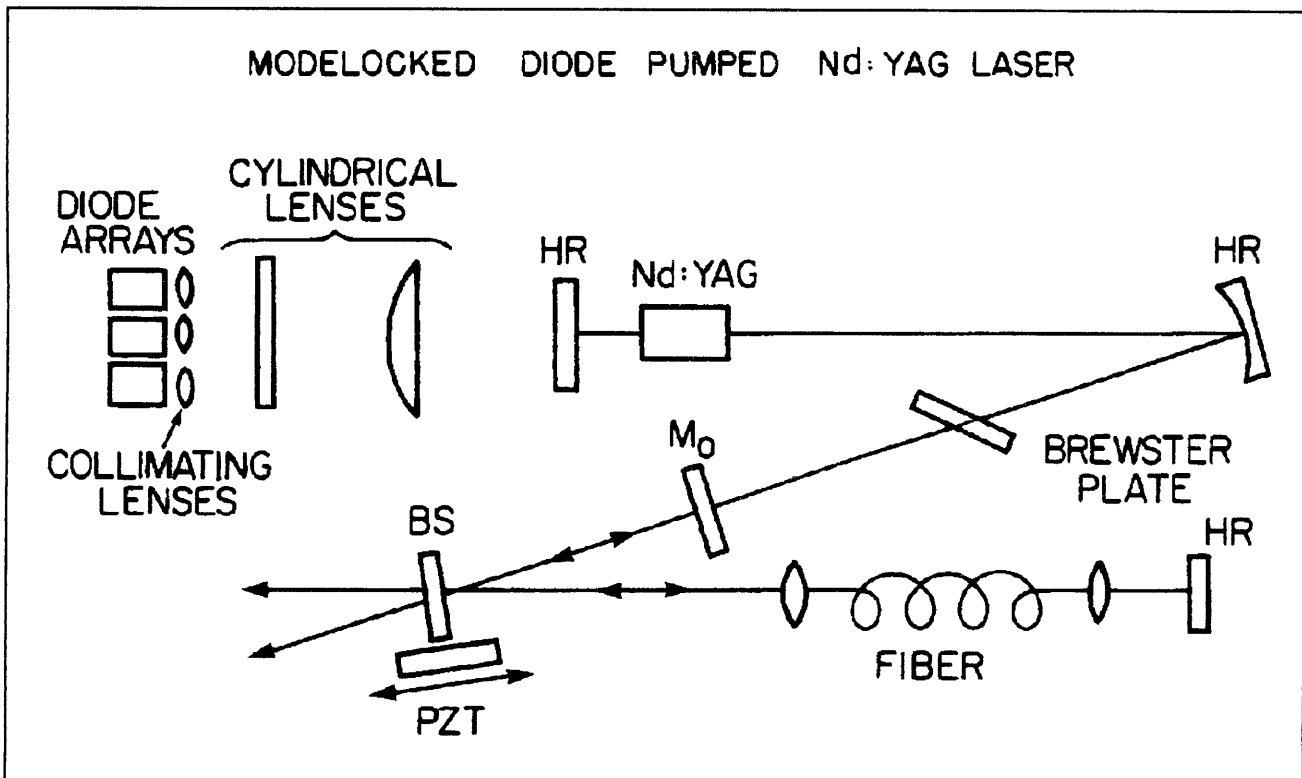 MODELOCKED DIODE PUMPED Nd:YAG LASER
CYLINDRICAL
LENSES
DIODE
ARRAYS
HR
Nd:YAG
HR
COLLIMATING
LENSES
M₀
BREWSTER
PLATE
BS
HR
FIBER
PZT